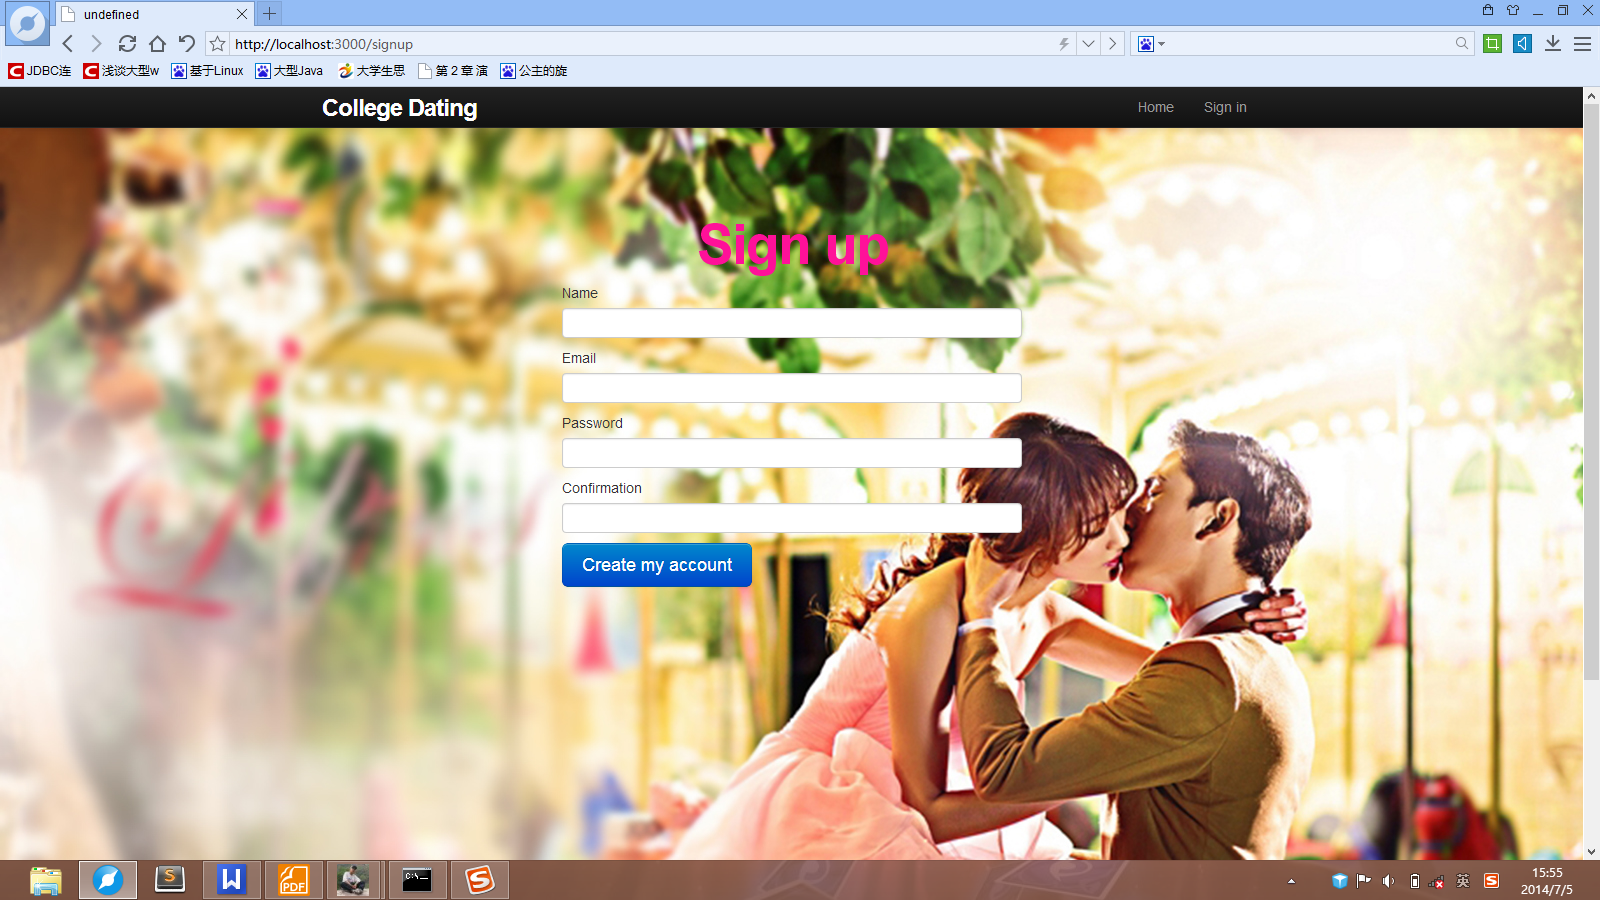 undefined
http://localhost:3000/signup
JDBC连
浅谈大型w
基于Linux
大型Java
大学生思
第 2 章 演
公主的旋
College Dating
Home
Sign in
Sign up
Name
Email
Password
Confirmation
Create my account
S
W
PDF
C:\
S
英
S
15:55
2014/7/5